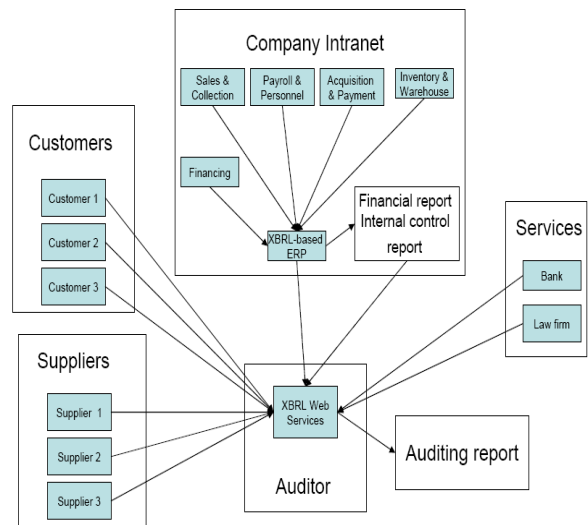 Company Intranet
Sales &
Collection
Payroll &
Personnel
Acquisition
& Payment
Inventory &
Warehouse
Financing
XBRL-based
ERP
Financial report
Internal control
report
Customers
Customer 1
Customer 2
Customer 3
Services
Bank
Law firm
Suppliers
Supplier 1
Supplier 2
Supplier 3
XBRL Web
Services
Auditor
Auditing report